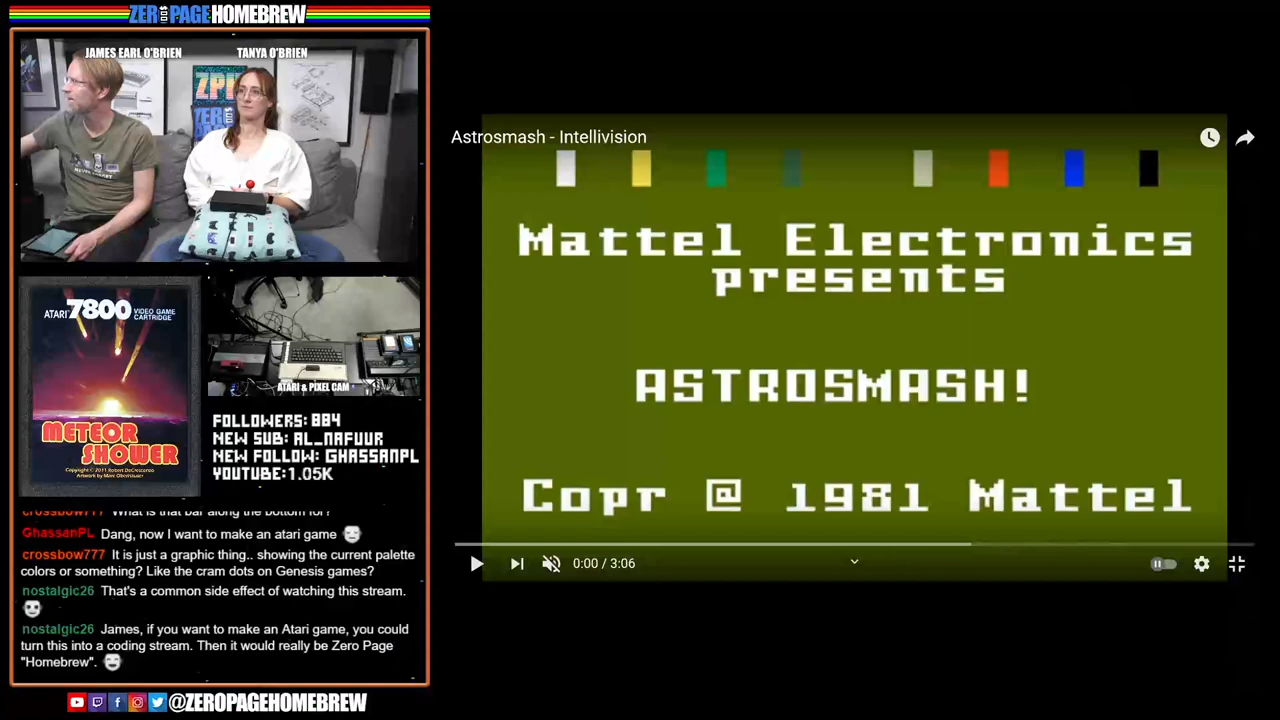 ZEROPAGEHOMEBREW
JAMES EARL O'BRIEN
TANYA O'BRIEN
ATARI 7800 VIDEO GAME CARTRIDGE
METEOR SHOWER
ATARI & PIXEL CAM
FOLLOWERS: 884
NEW SUB: AL_NAFUUR
NEW FOLLOW: GHASSANPL
YOUTUBE:1.05K
crossbow777 What is that bar along the bottom for?
GhassanPL Dang, now I want to make an atari game
crossbow777 It is just a graphic thing.. showing the current palette
colors or something? Like the cram dots on Genesis games?
nostalgic26 That's a common side effect of watching this stream.
nostalgic26 James, if you want to make an Atari game, you could
turn this into a coding stream. Then it would really be Zero Page
"Homebrew".
@ZEROPAGEHOMEBREW
Astrosmash - Intellivision
Mattel Electronics
presents
ASTROSMASH!
Copr @ 1981 Mattel
0:00 / 3:06